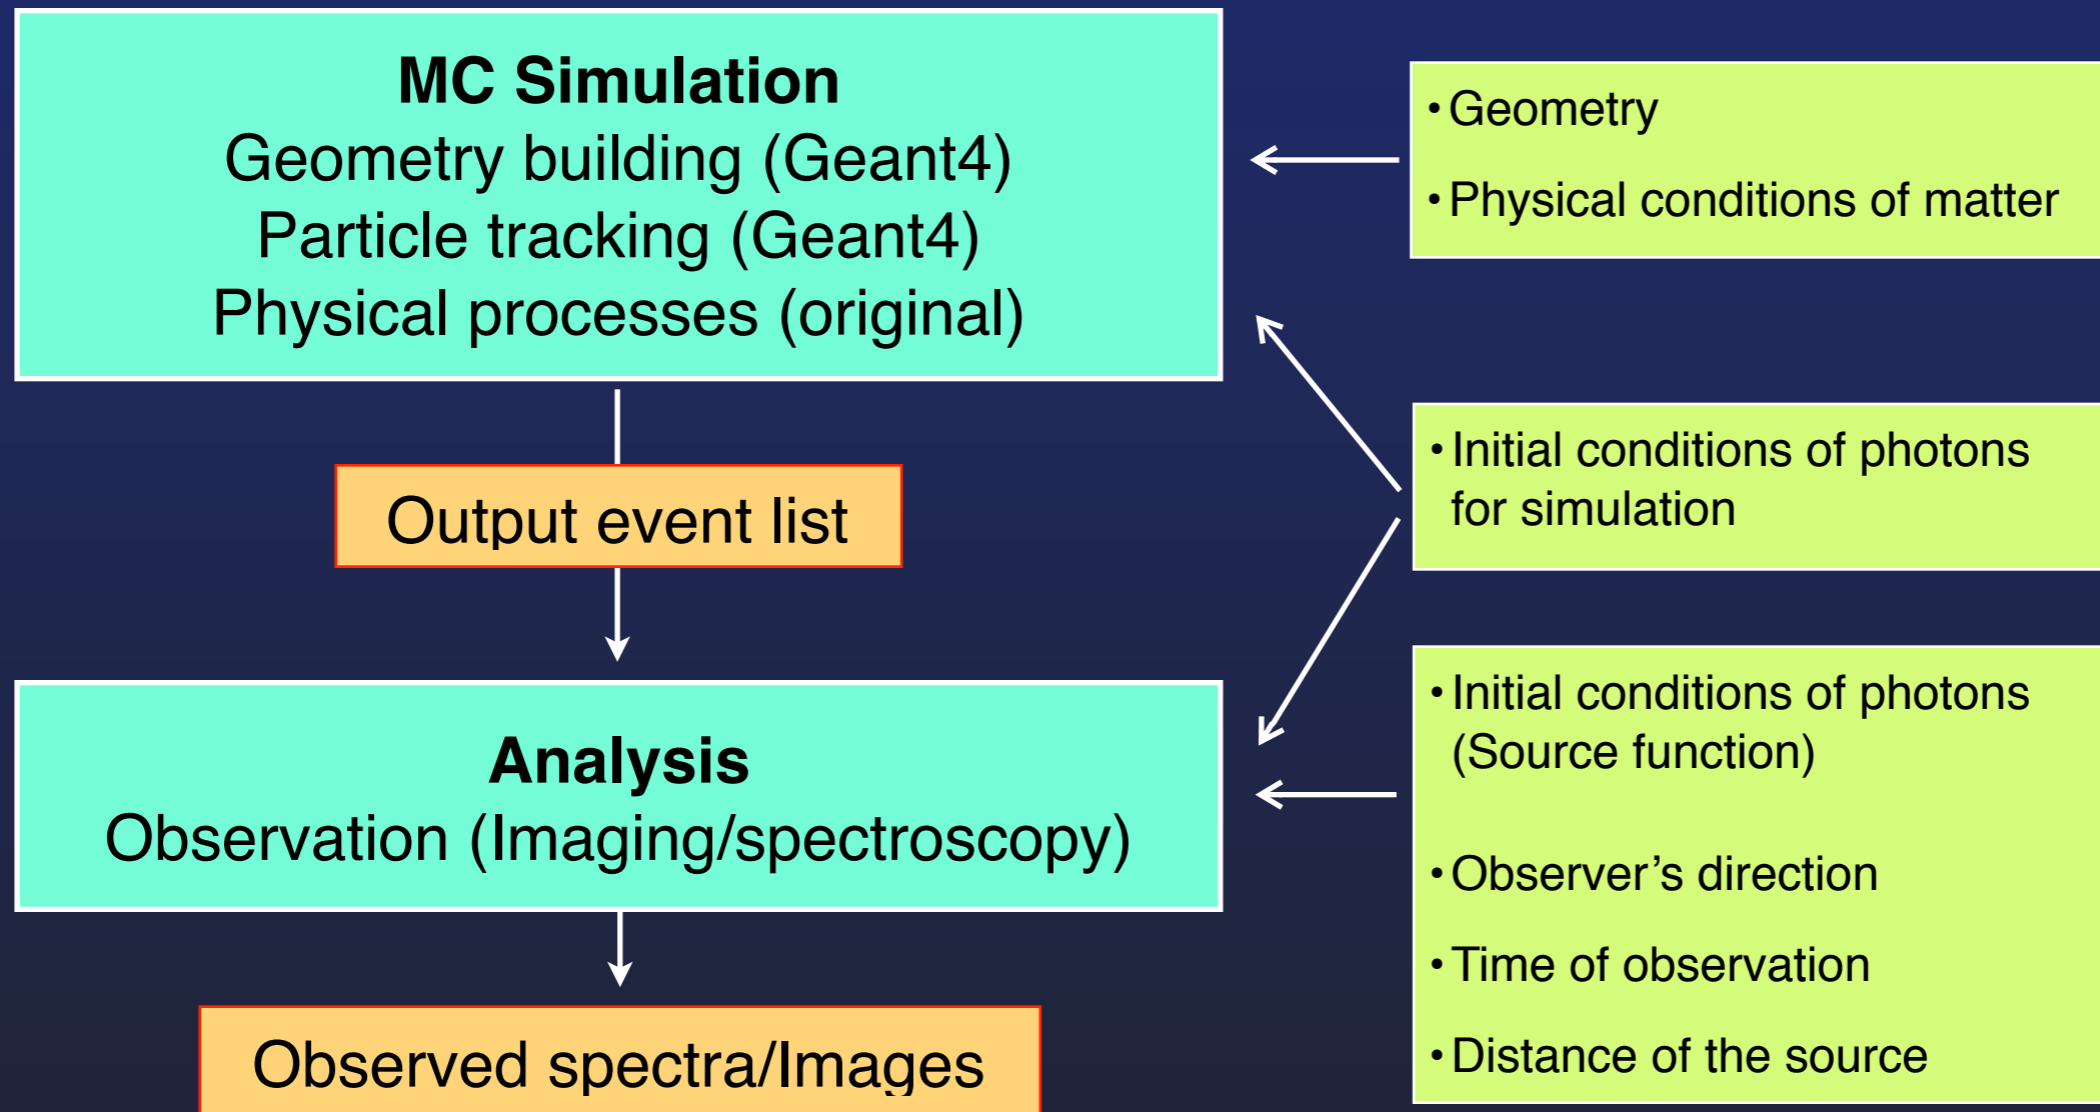 MC Simulation
Geometry building (Geant4)
Particle tracking (Geant4)
Physical processes (original)
Output event list
Analysis
Observation (Imaging/spectroscopy)
Observed spectra/Images
・Geometry
・Physical conditions of matter
・Initial conditions of photons
for simulation
・Initial conditions of photons
(Source function)
・Observer’s direction
・Time of observation
・Distance of the source